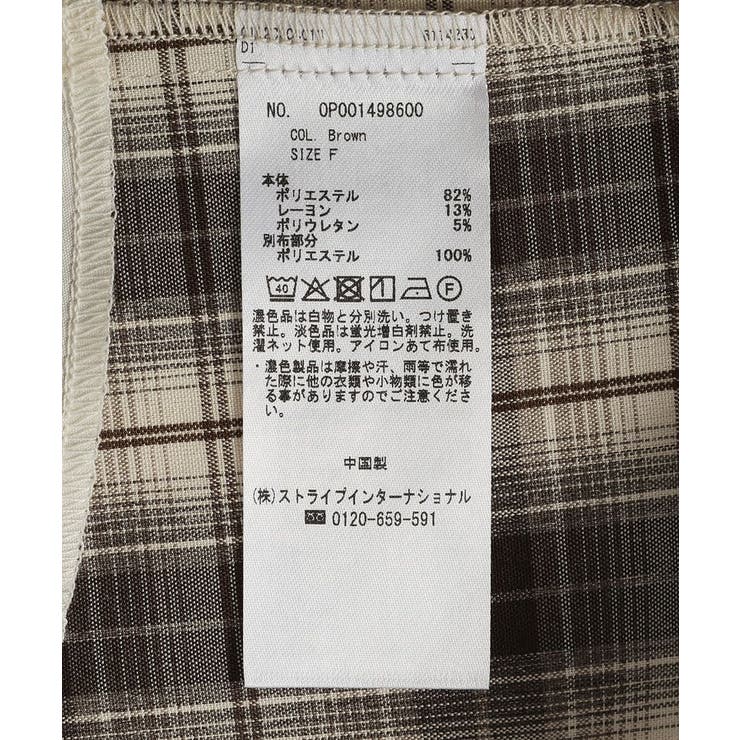 D1
NO. OP001498600
COL. Brown
SIZE F
本体
ポリエステル 82%
レーヨン 13%
ポリウレタン 5%
別布部分
ポリエステル 100%
40 F
濃色品は白物と分別洗い。つけ置き
禁止。淡色品は蛍光増白剤禁止。洗
濯ネット使用。アイロンあて布使用。
・濃色製品は摩擦や汗、雨等で濡れ
た際に他の衣類や小物類に色が移
る事がありますのでご注意くださ
い。
中国製
(株)ストライプインターナショナル
0120-659-591